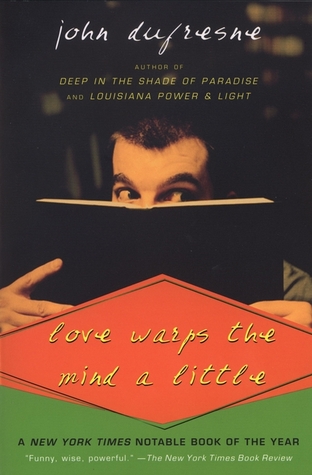 john dufresne
AUTHOR OF
DEEP IN THE SHADE OF PARADISE
AND LOUISIANA POWER & LIGHT
love warps the
mind a little
A NEW YORK TIMES NOTABLE BOOK OF THE YEAR
"Funny, wise, powerful." —The New York Times Book Review